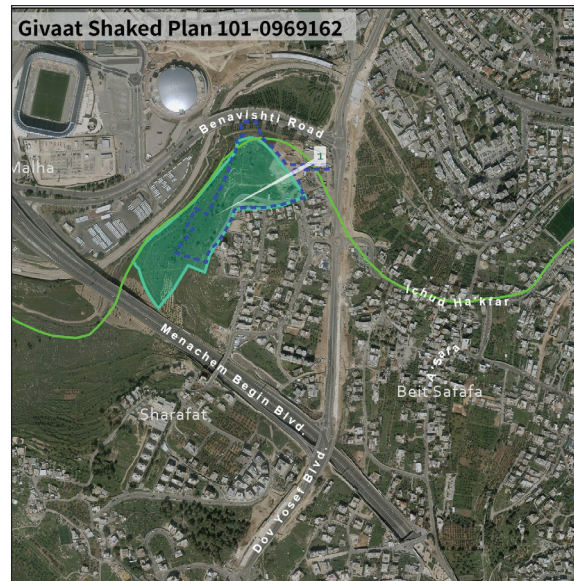 Givaat Shaked Plan 101-0969162
Benavishti Road
1
Malha
Ichud Ha'kfar
A-Safa
Beit Safafa
Menachem Begin Blvd.
Sharafat
Dov Yosef Blvd.